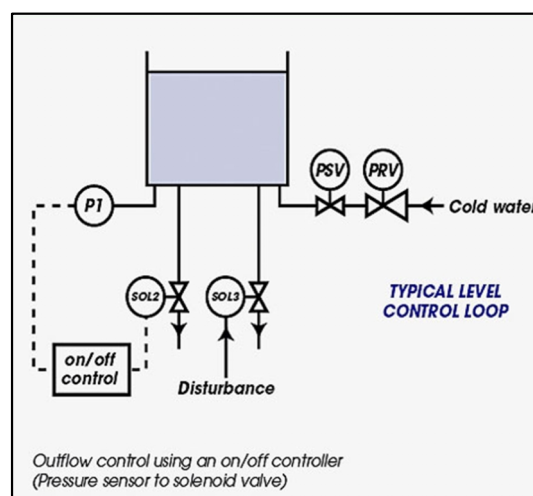 PSV
PRV
P1
Cold water
SOL2
SOL3
TYPICAL LEVEL
CONTROL LOOP
on/off
control
Disturbance
Outflow control using an on/off controller
(Pressure sensor to solenoid valve)